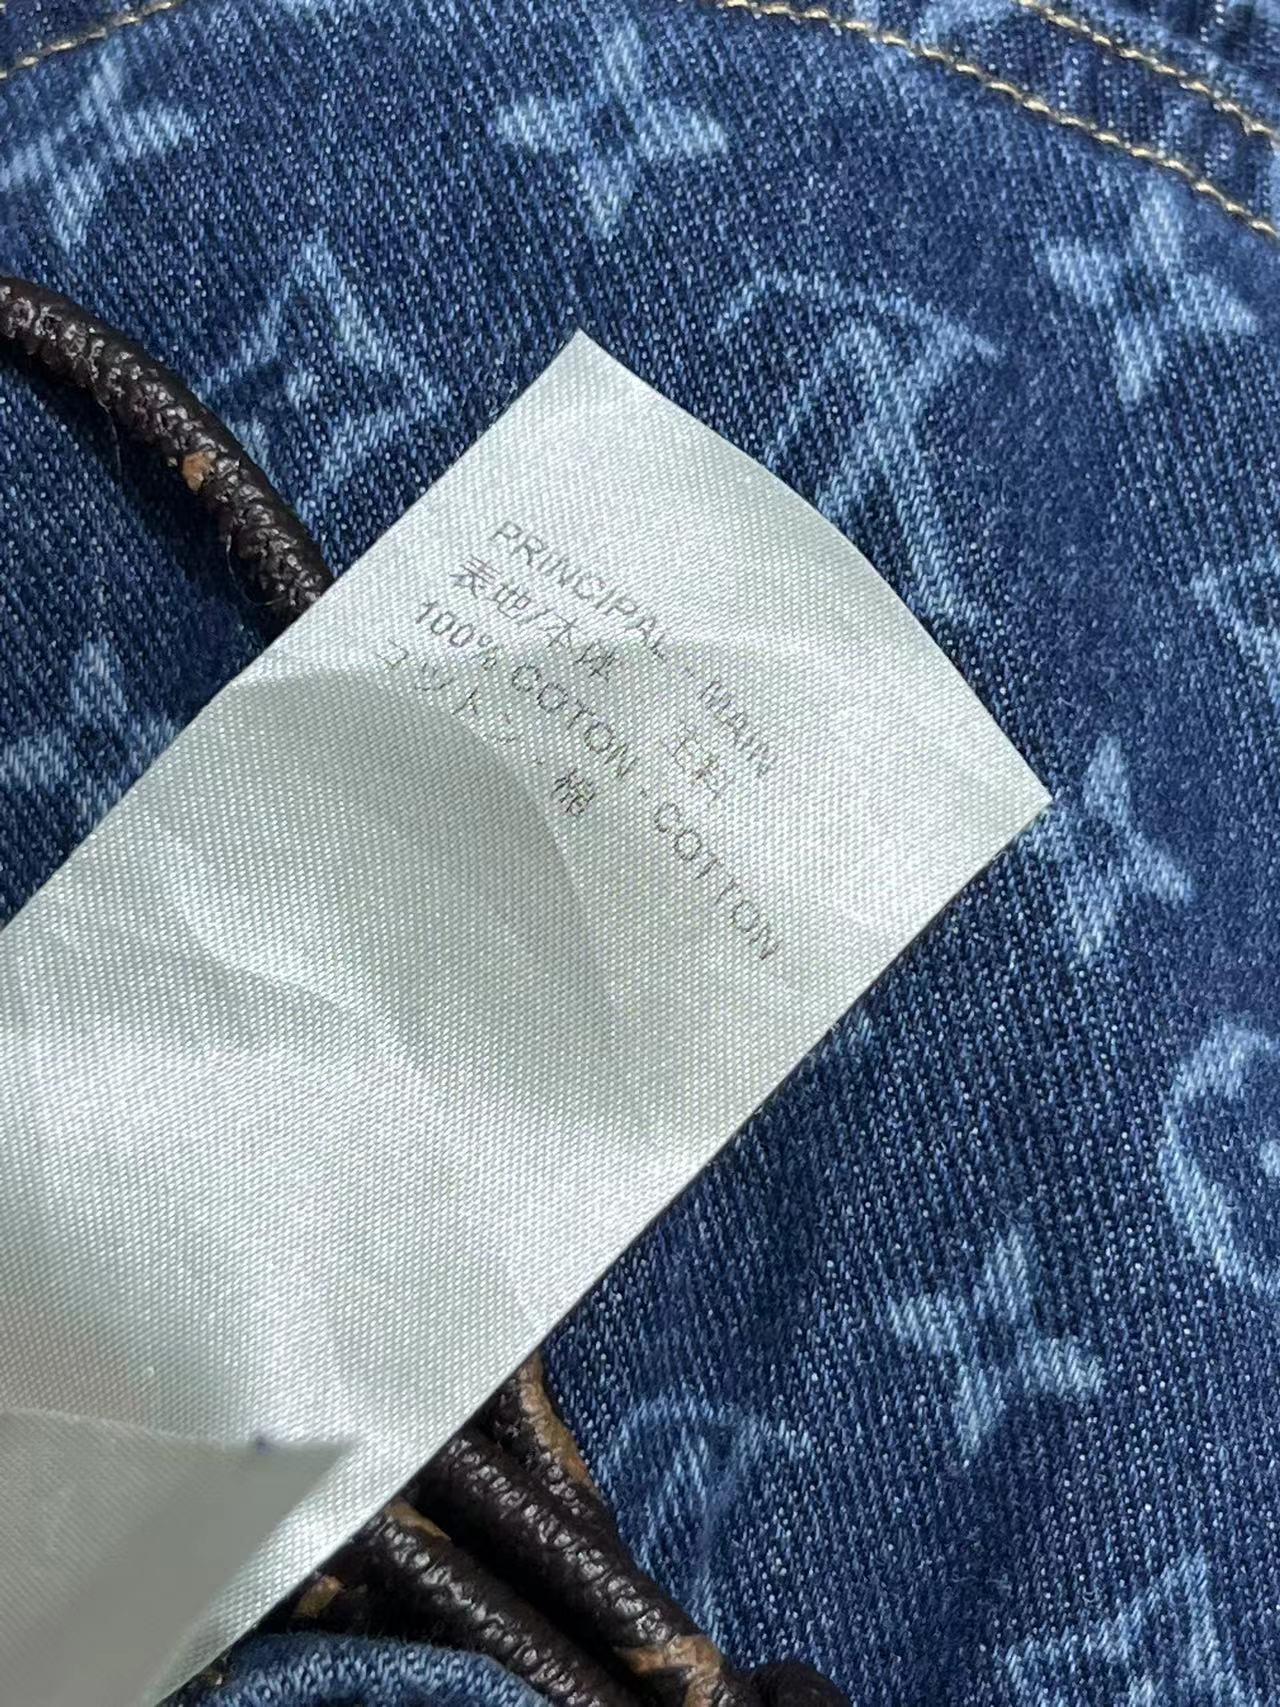 PRINCIPAL - MAIN
表地/本体 主料
100% COTON - COTTON
コットン 棉